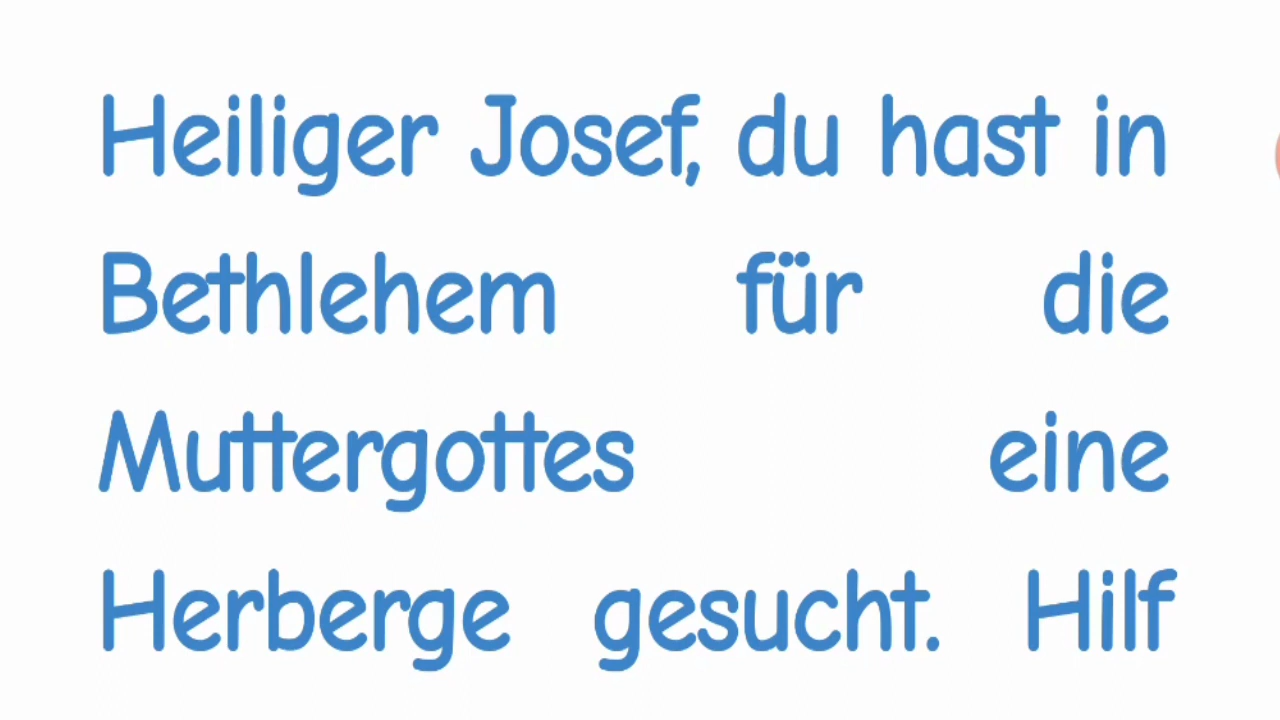 Heiliger Josef, du hast in
Bethlehem für die
Muttergottes eine
Herberge gesucht. Hilf